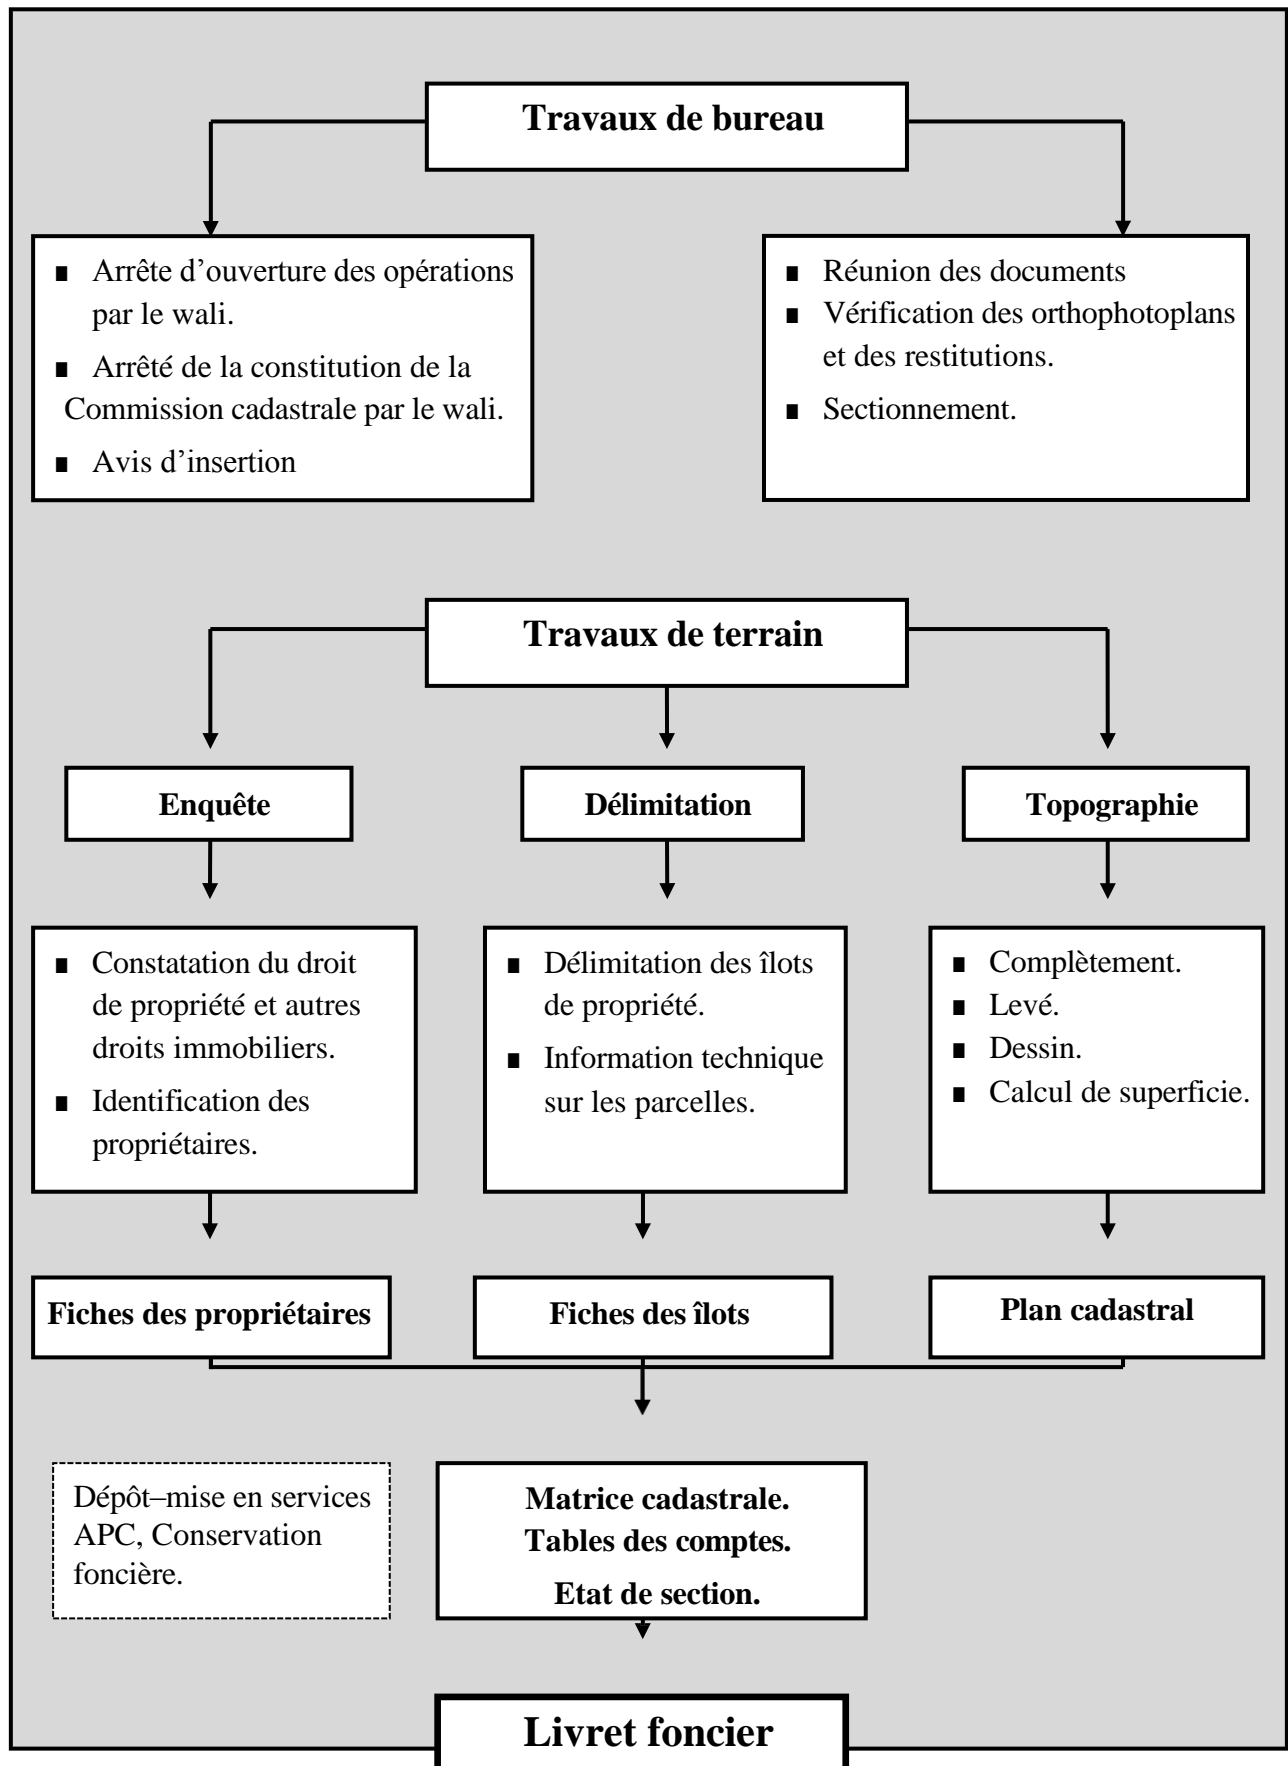 Travaux de bureau
■ Arrête d’ouverture des opérations
par le wali.
■ Arrêté de la constitution de la
Commission cadastrale par le wali.
■ Avis d’insertion
■ Réunion des documents
■ Vérification des orthophotoplans
et des restitutions.
■ Sectionnement.
Travaux de terrain
Enquête
Délimitation
Topographie
■ Constatation du droit
de propriété et autres
droits immobiliers.
■ Identification des
propriétaires.
■ Délimitation des îlots
de propriété.
■ Information technique
sur les parcelles.
■ Complètement.
■ Levé.
■ Dessin.
■ Calcul de superficie.
Fiches des propriétaires
Fiches des îlots
Plan cadastral
Dépôt–mise en services
APC, Conservation
foncière.
Matrice cadastrale.
Tables des comptes.
Etat de section.
Livret foncier